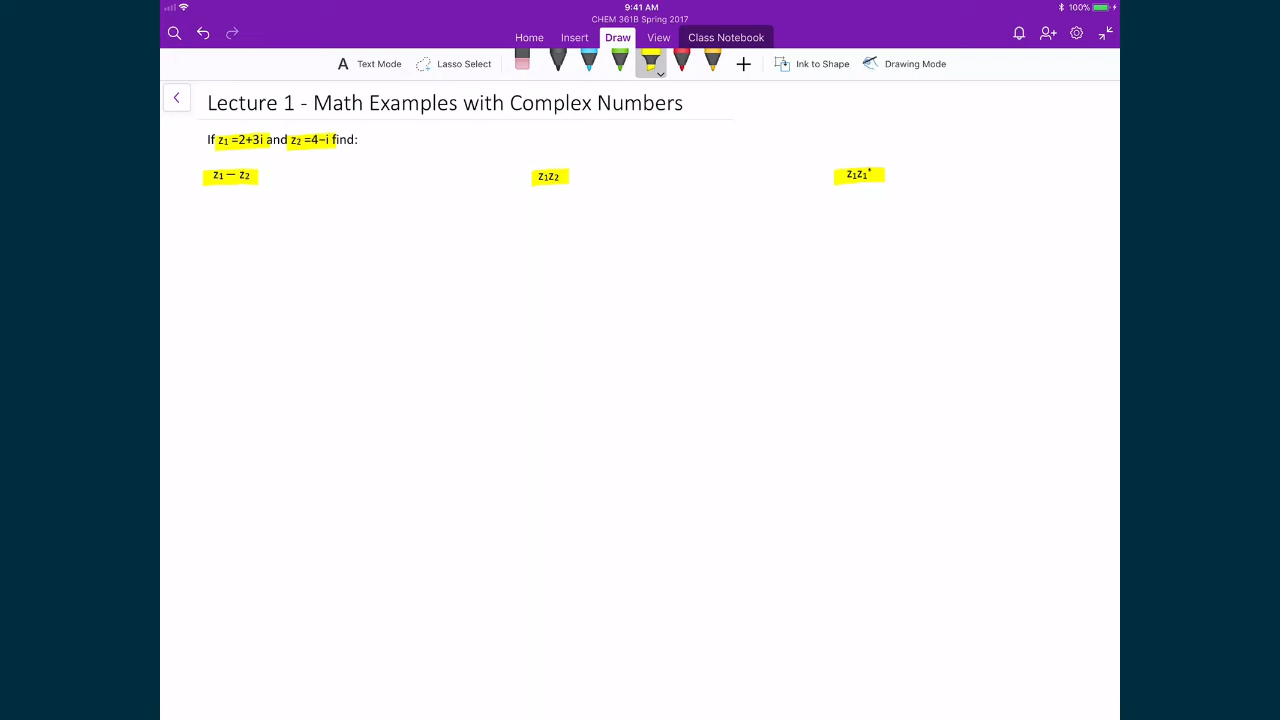 9:41 AM
100%
CHEM 361B Spring 2017
Home Insert Draw View Class Notebook
Text Mode Lasso Select Ink to Shape Drawing Mode
Lecture 1 - Math Examples with Complex Numbers
If z₁ =2+3i and z₂ =4−i find:
z₁ − z₂ z₁z₂ z₁z₁*